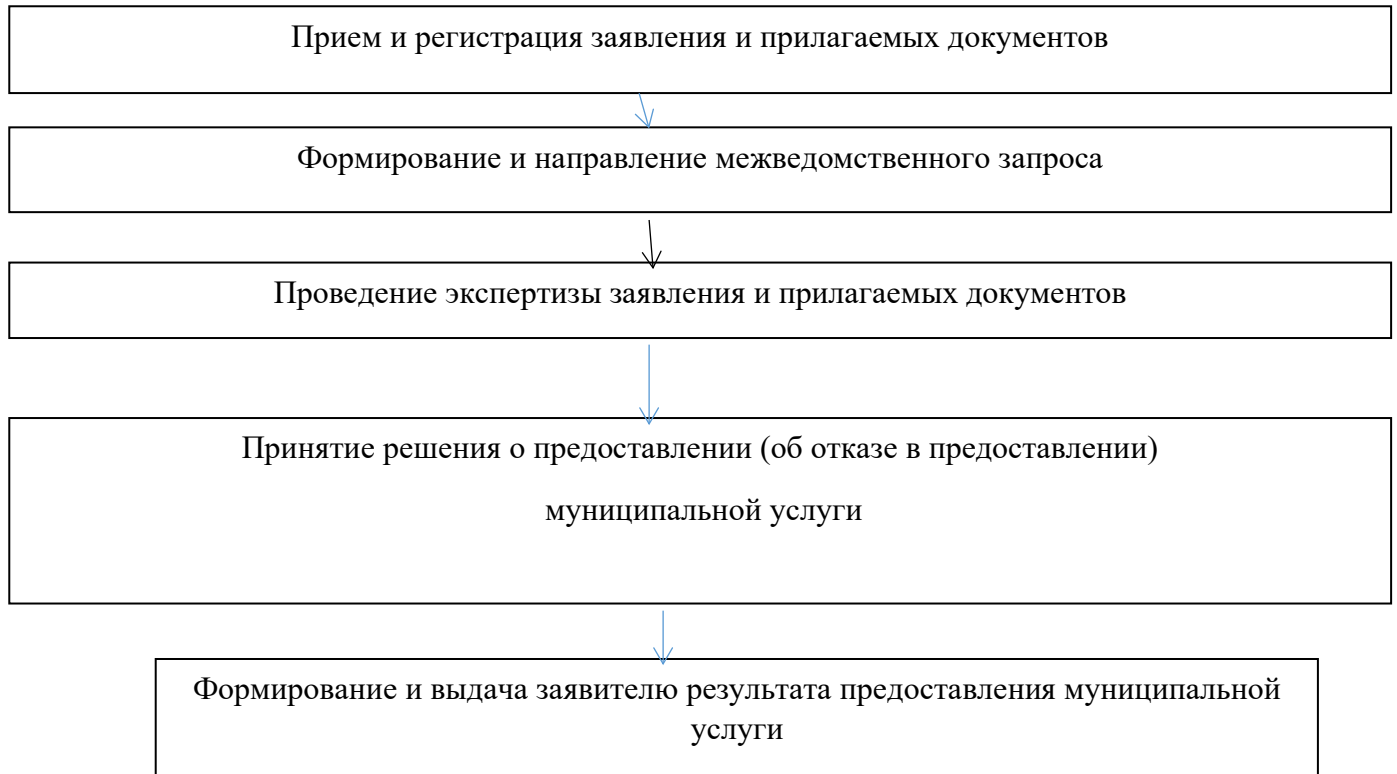 Прием и регистрация заявления и прилагаемых документов
Формирование и направление межведомственного запроса
Проведение экспертизы заявления и прилагаемых документов
Принятие решения о предоставлении (об отказе в предоставлении)
муниципальной услуги
Формирование и выдача заявителю результата предоставления муниципальной
услуги